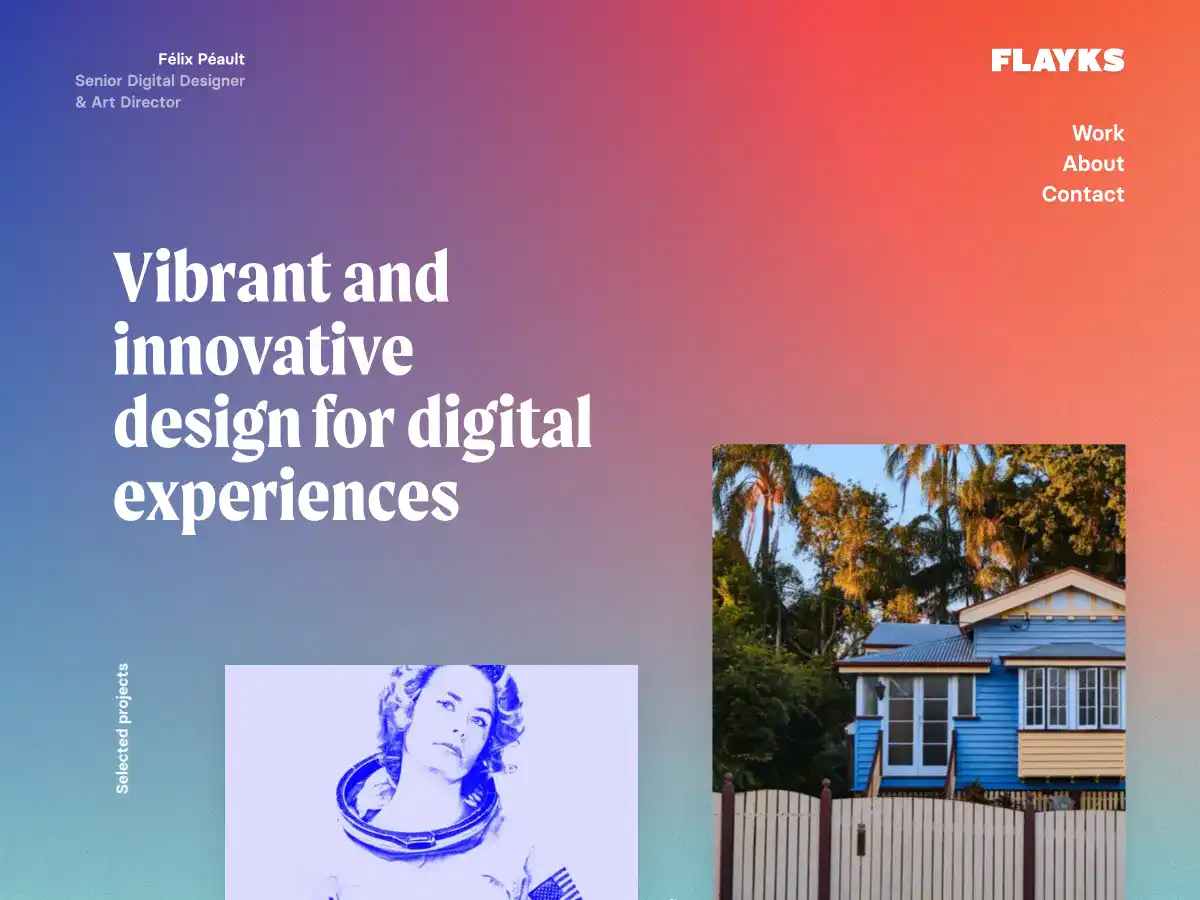 Félix Péault
Senior Digital Designer
& Art Director
FLAYKS
Work
About
Contact
Vibrant and
innovative
design for digital
experiences
Selected projects